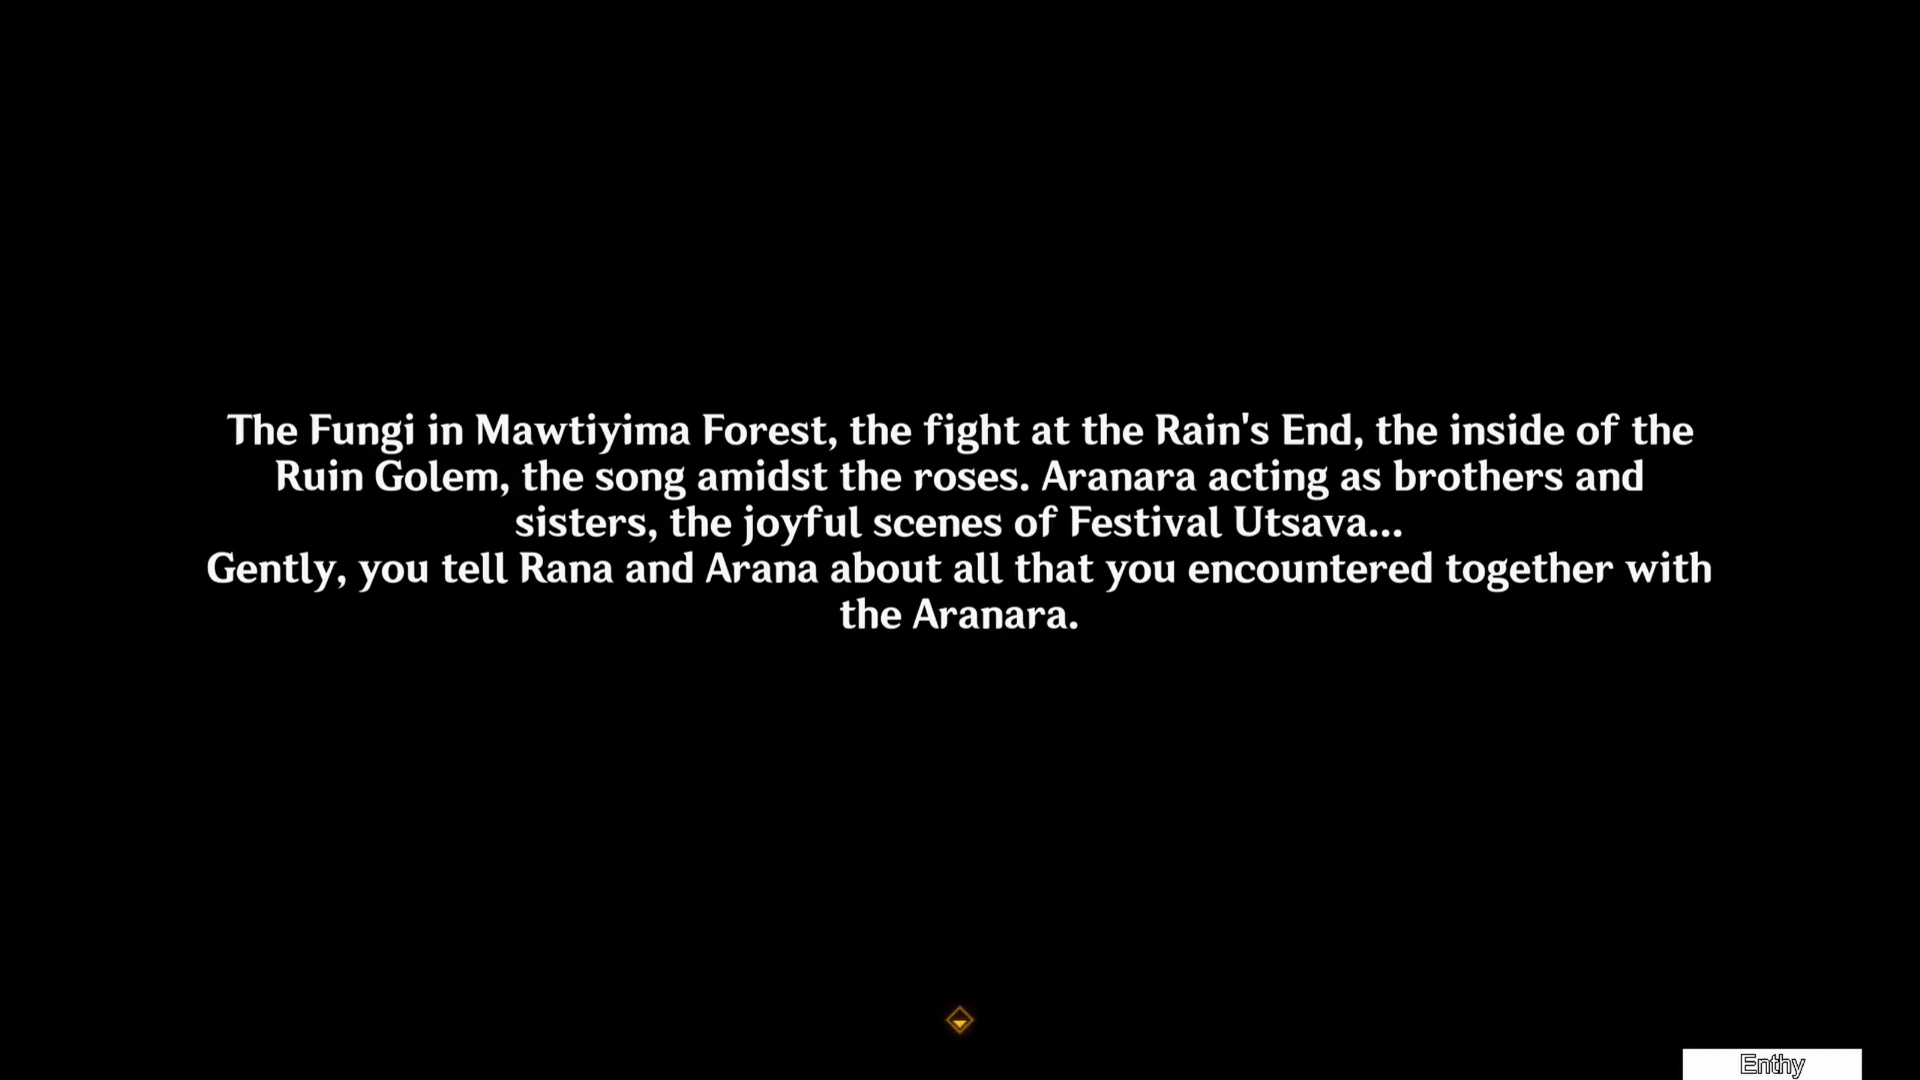 The Fungi in Mawtiyima Forest, the fight at the Rain's End, the inside of the
Ruin Golem, the song amidst the roses. Aranara acting as brothers and
sisters, the joyful scenes of Festival Utsava...
Gently, you tell Rana and Arana about all that you encountered together with
the Aranara.
Enthy